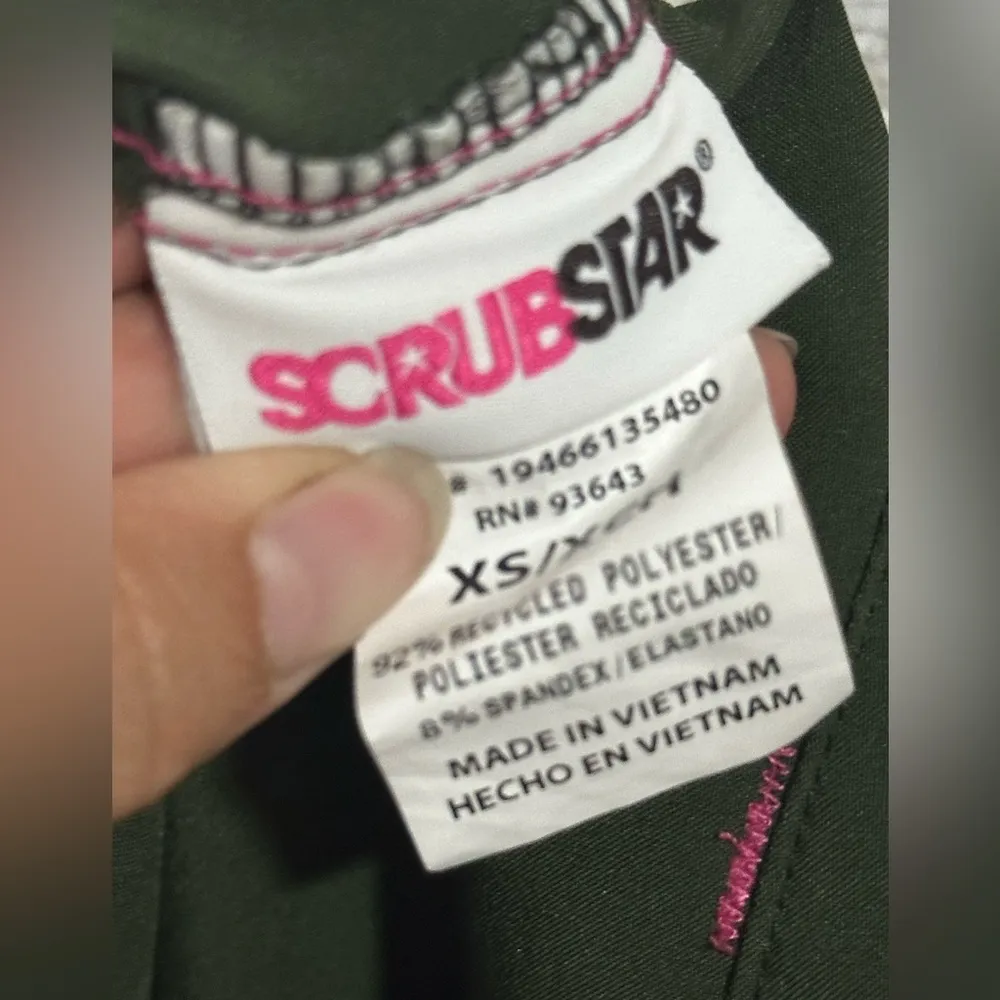 SCRUBSTAR®
# 19466135480
RN# 93643
XS/
92% RECYCLED POLYESTER/
POLIESTER RECICLADO
8% SPANDEX/ELASTANO
MADE IN VIETNAM
HECHO EN VIETNAM